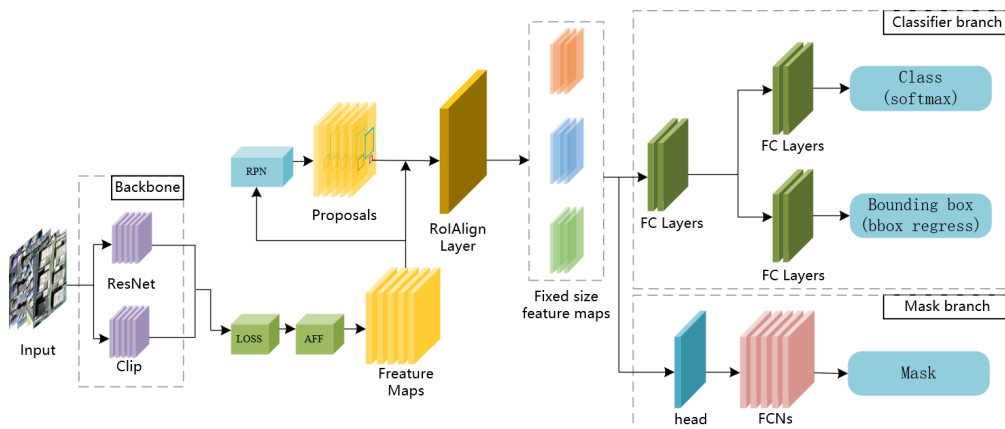 Classifier branch
Class
(softmax)
FC Layers
RPN
Proposals
RoIAlign
Layer
FC Layers
Bounding box
(bbox regress)
FC Layers
Backbone
ResNet
Fixed size
feature maps
Mask branch
Input
Clip
LOSS
AFF
Freature
Maps
head
FCNs
Mask